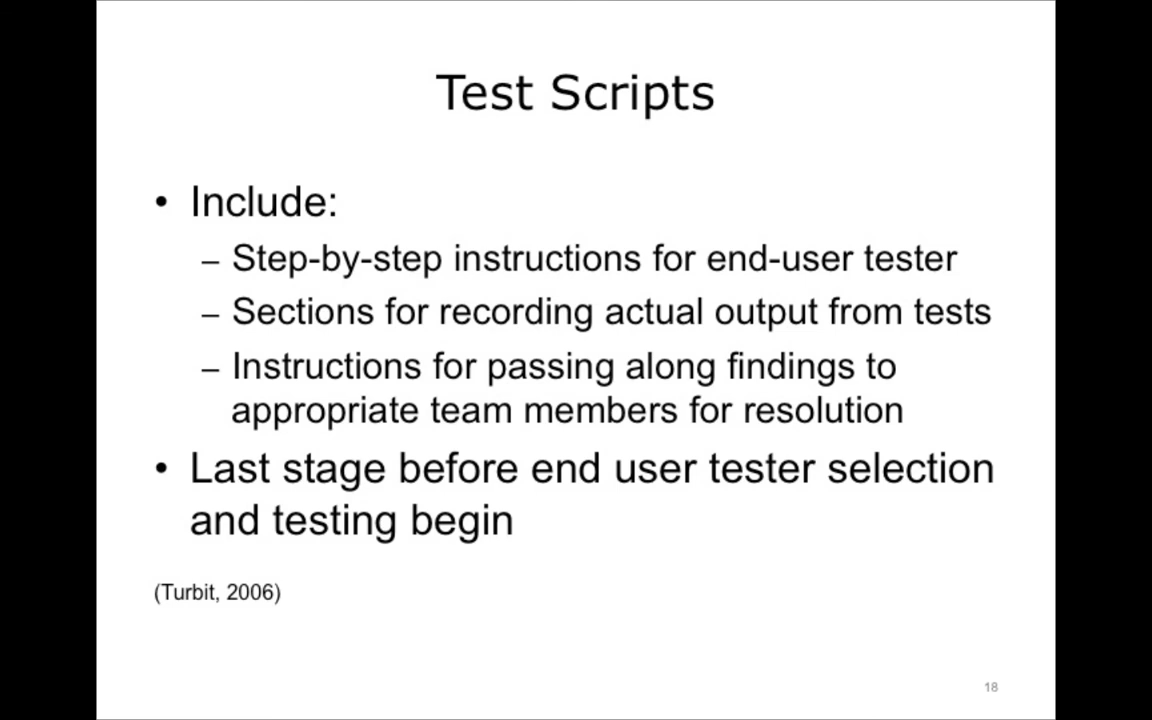 Test Scripts
• Include:
– Step-by-step instructions for end-user tester
– Sections for recording actual output from tests
– Instructions for passing along findings to
appropriate team members for resolution
• Last stage before end user tester selection
and testing begin
(Turbit, 2006)
18